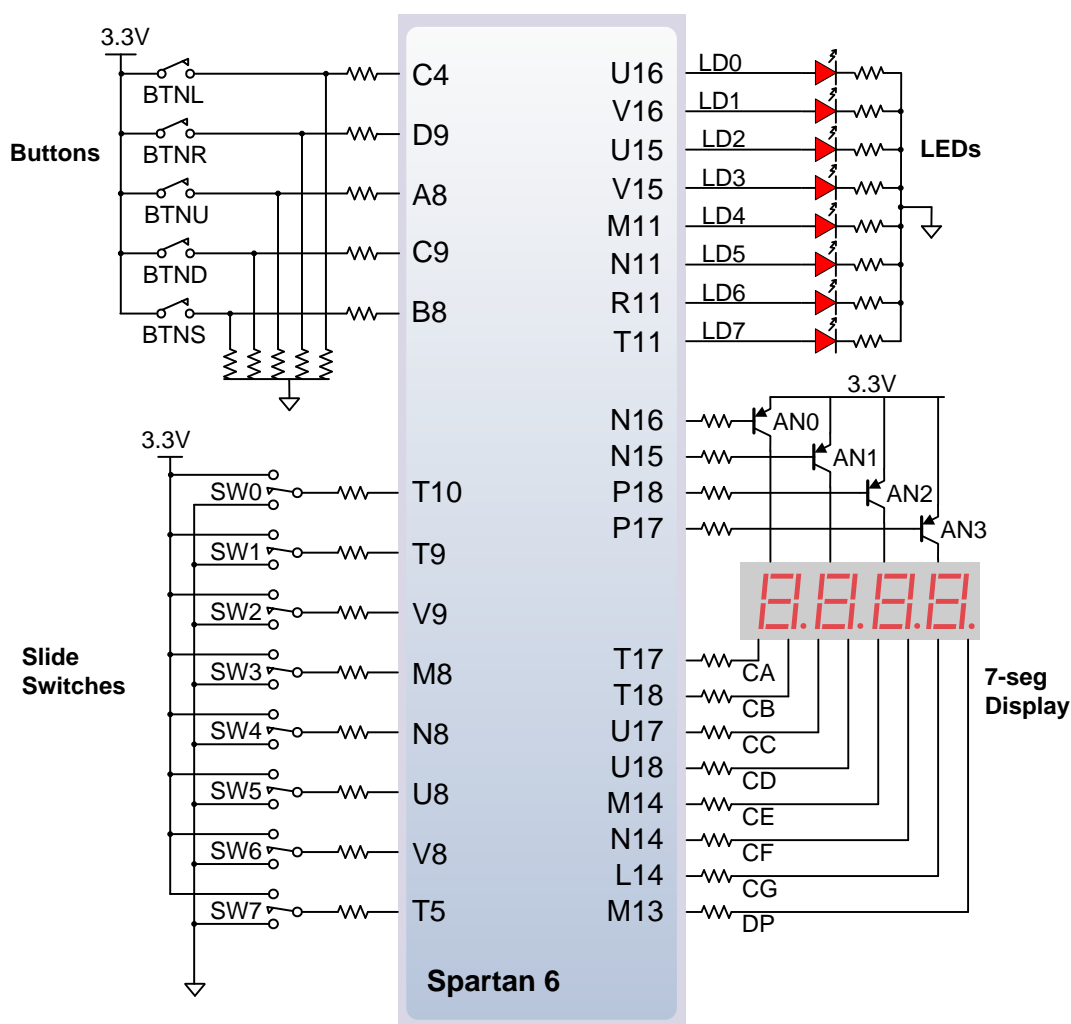 3.3V
BTNL
BTNR
BTNU
BTND
BTNS
Buttons
C4
D9
A8
C9
B8
3.3V
SW0
SW1
SW2
SW3
SW4
SW5
SW6
SW7
Slide
Switches
T10
T9
V9
M8
N8
U8
V8
T5
Spartan 6
U16
V16
U15
V15
M11
N11
R11
T11
LD0
LD1
LD2
LD3
LD4
LD5
LD6
LD7
LEDs
3.3V
N16
N15
P18
P17
AN0
AN1
AN2
AN3
8.8.8.8.
T17
T18
U17
U18
M14
N14
L14
M13
CA
CB
CC
CD
CE
CF
CG
DP
7-seg
Display